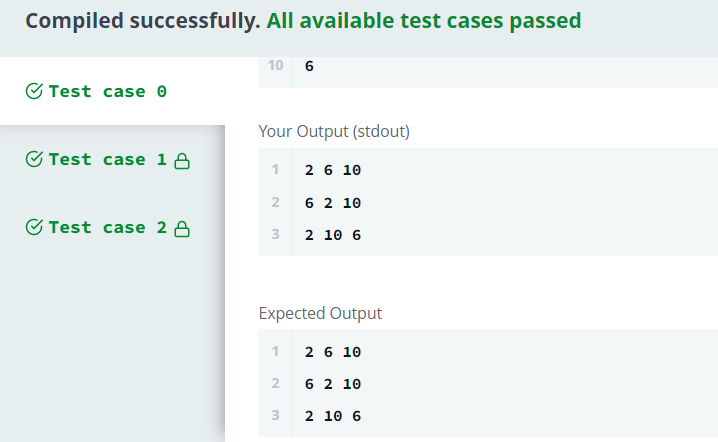 Compiled successfully. All available test cases passed
Test case 0
Test case 1
Test case 2
10 6
Your Output (stdout)
1 2 6 10
2 6 2 10
3 2 10 6
Expected Output
1 2 6 10
2 6 2 10
3 2 10 6